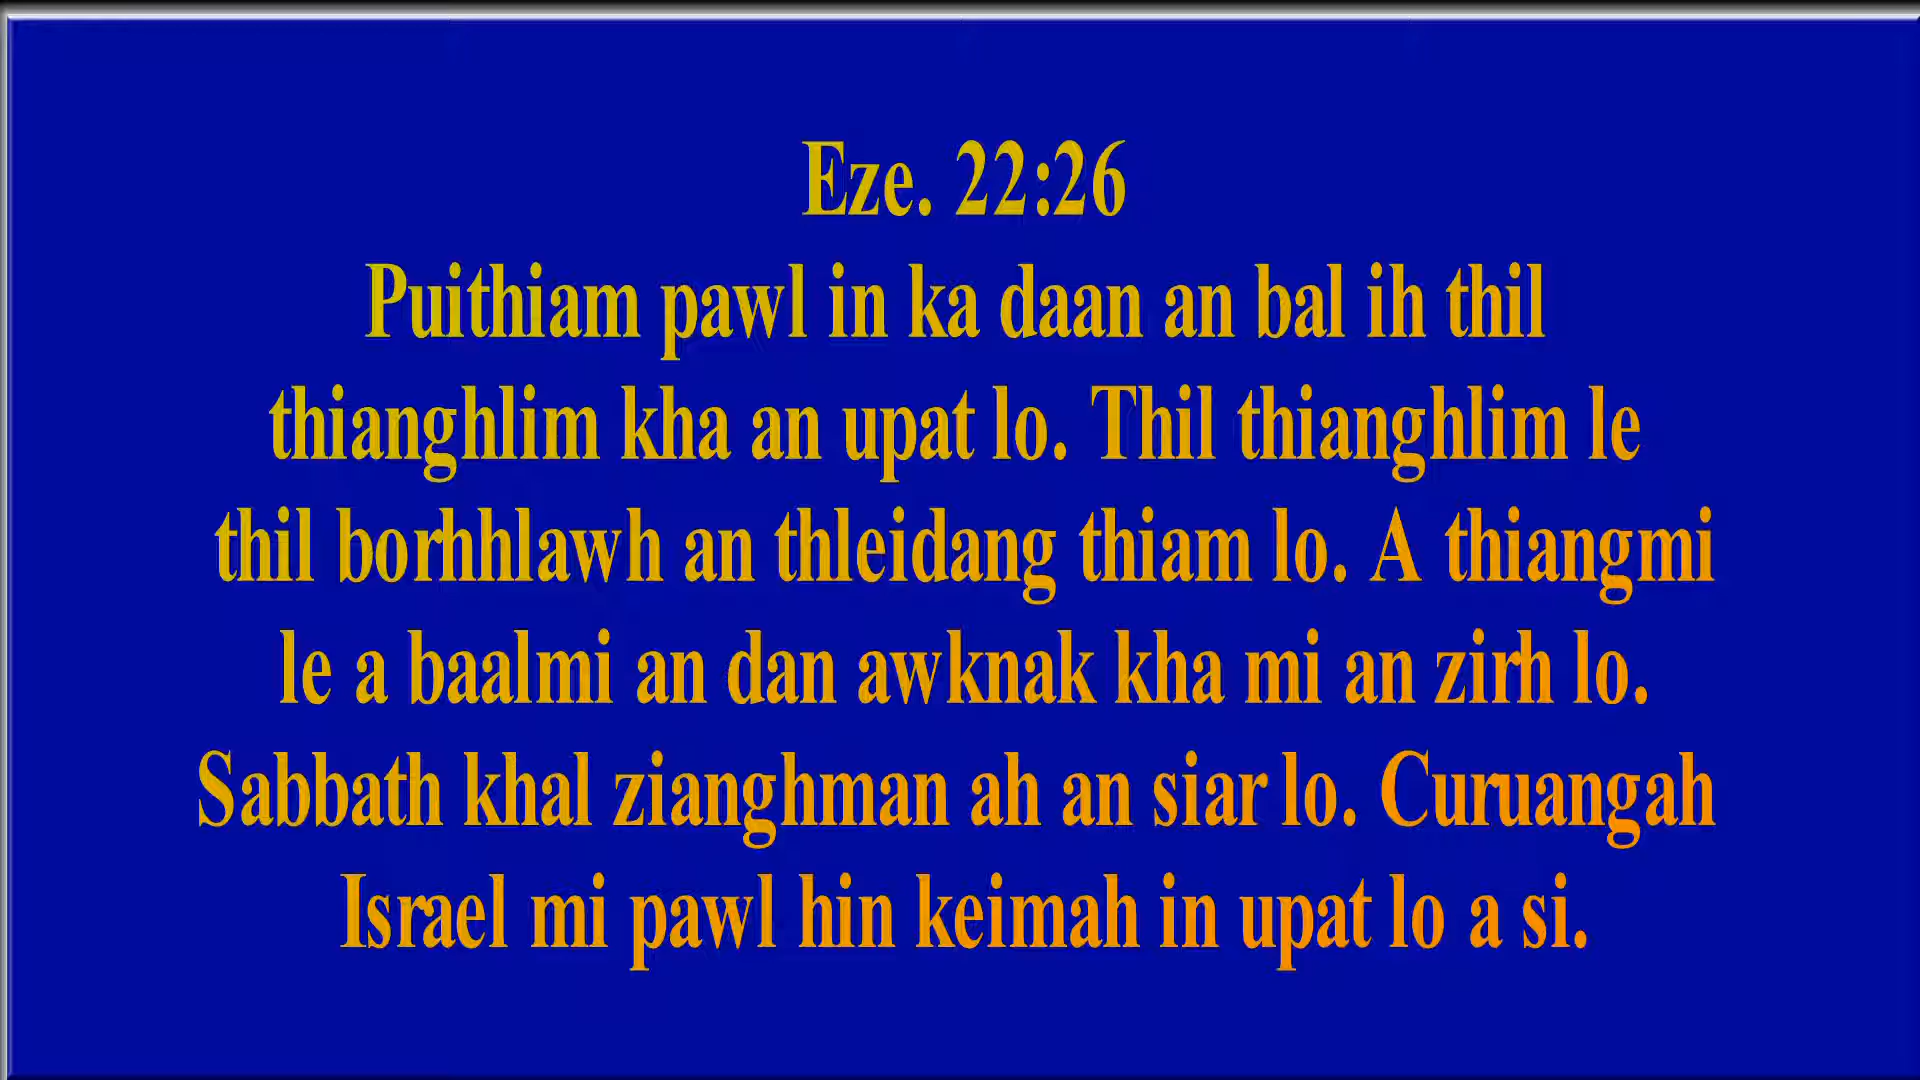 Eze. 22:26
Puithiam pawl in ka daan an bal ih thil
thianghlim kha an upat lo. Thil thianghlim le
thil borhhlawh an thleidang thiam lo. A thiangmi
le a baalmi an dan awknak kha mi an zirh lo.
Sabbath khal zianghman ah an siar lo. Curuangah
Israel mi pawl hin keimah in upat lo a si.